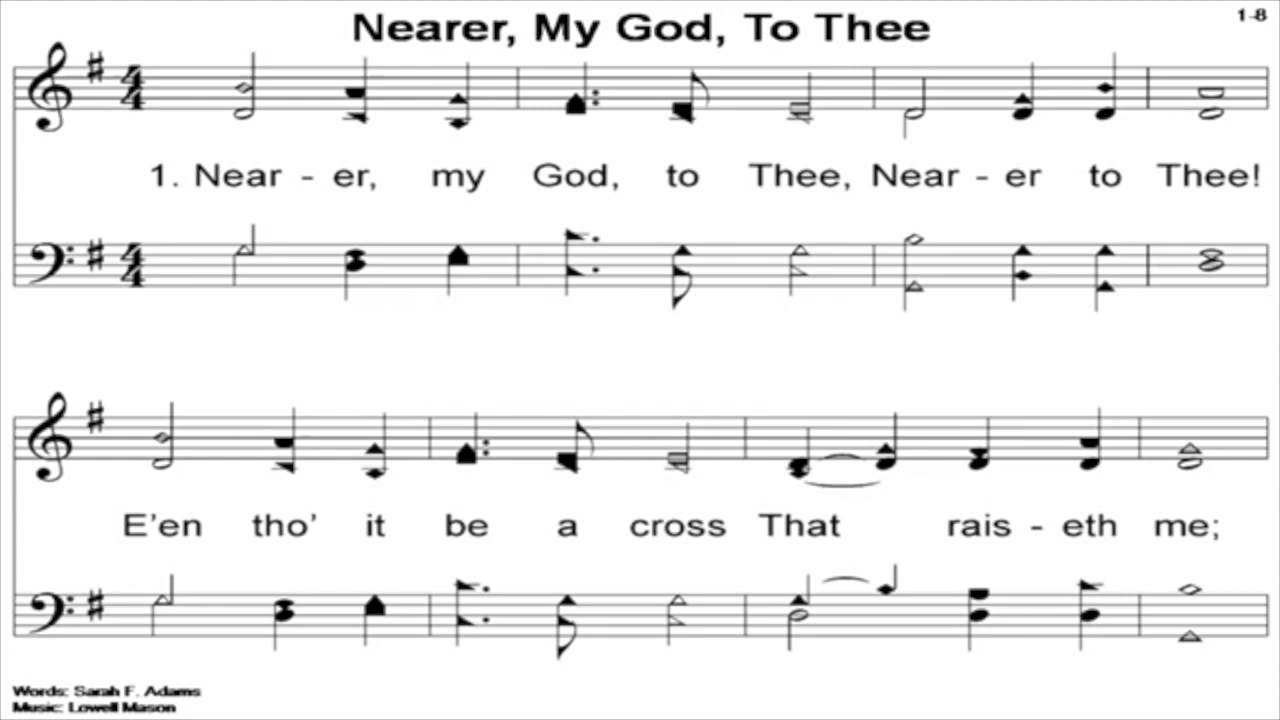 Nearer, My God, To Thee
1-8
1. Near - er, my God, to Thee, Near - er to Thee!
E'en tho' it be a cross That rais - eth me;
Words: Sarah F. Adams
Music: Lowell Mason